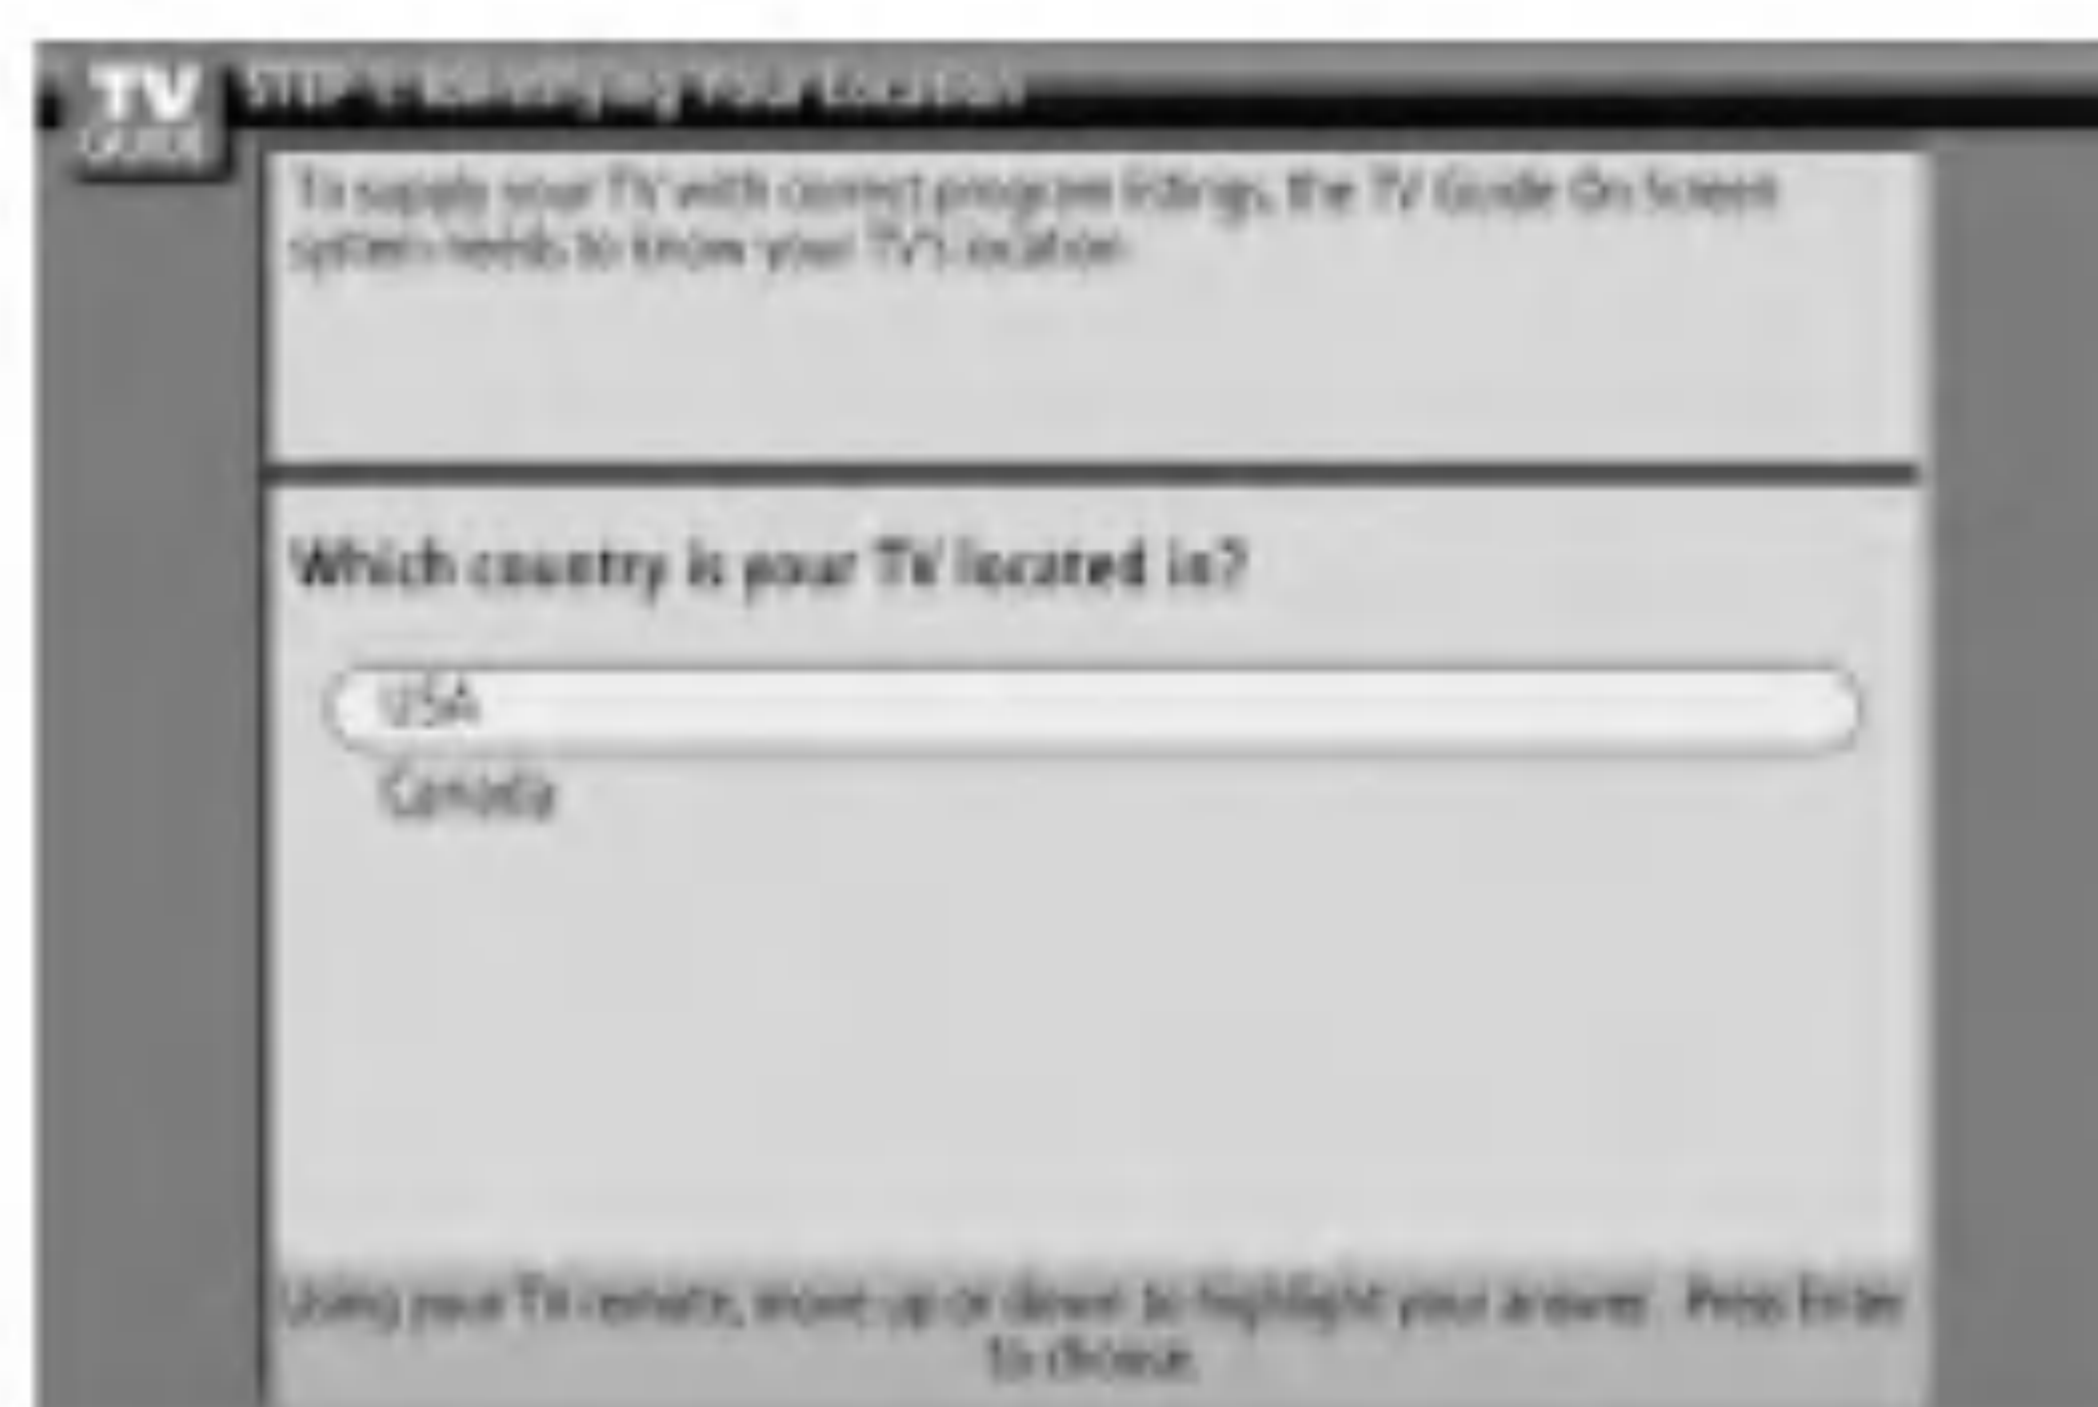 TV
GUIDE
STEP 1: Identifying Your Location
To supply your TV with correct program listings, the TV Guide On Screen
system needs to know your TV's location.
Which country is your TV located in?
USA
Canada
Using your TV remote, move up or down to highlight your answer. Press Enter
to choose.